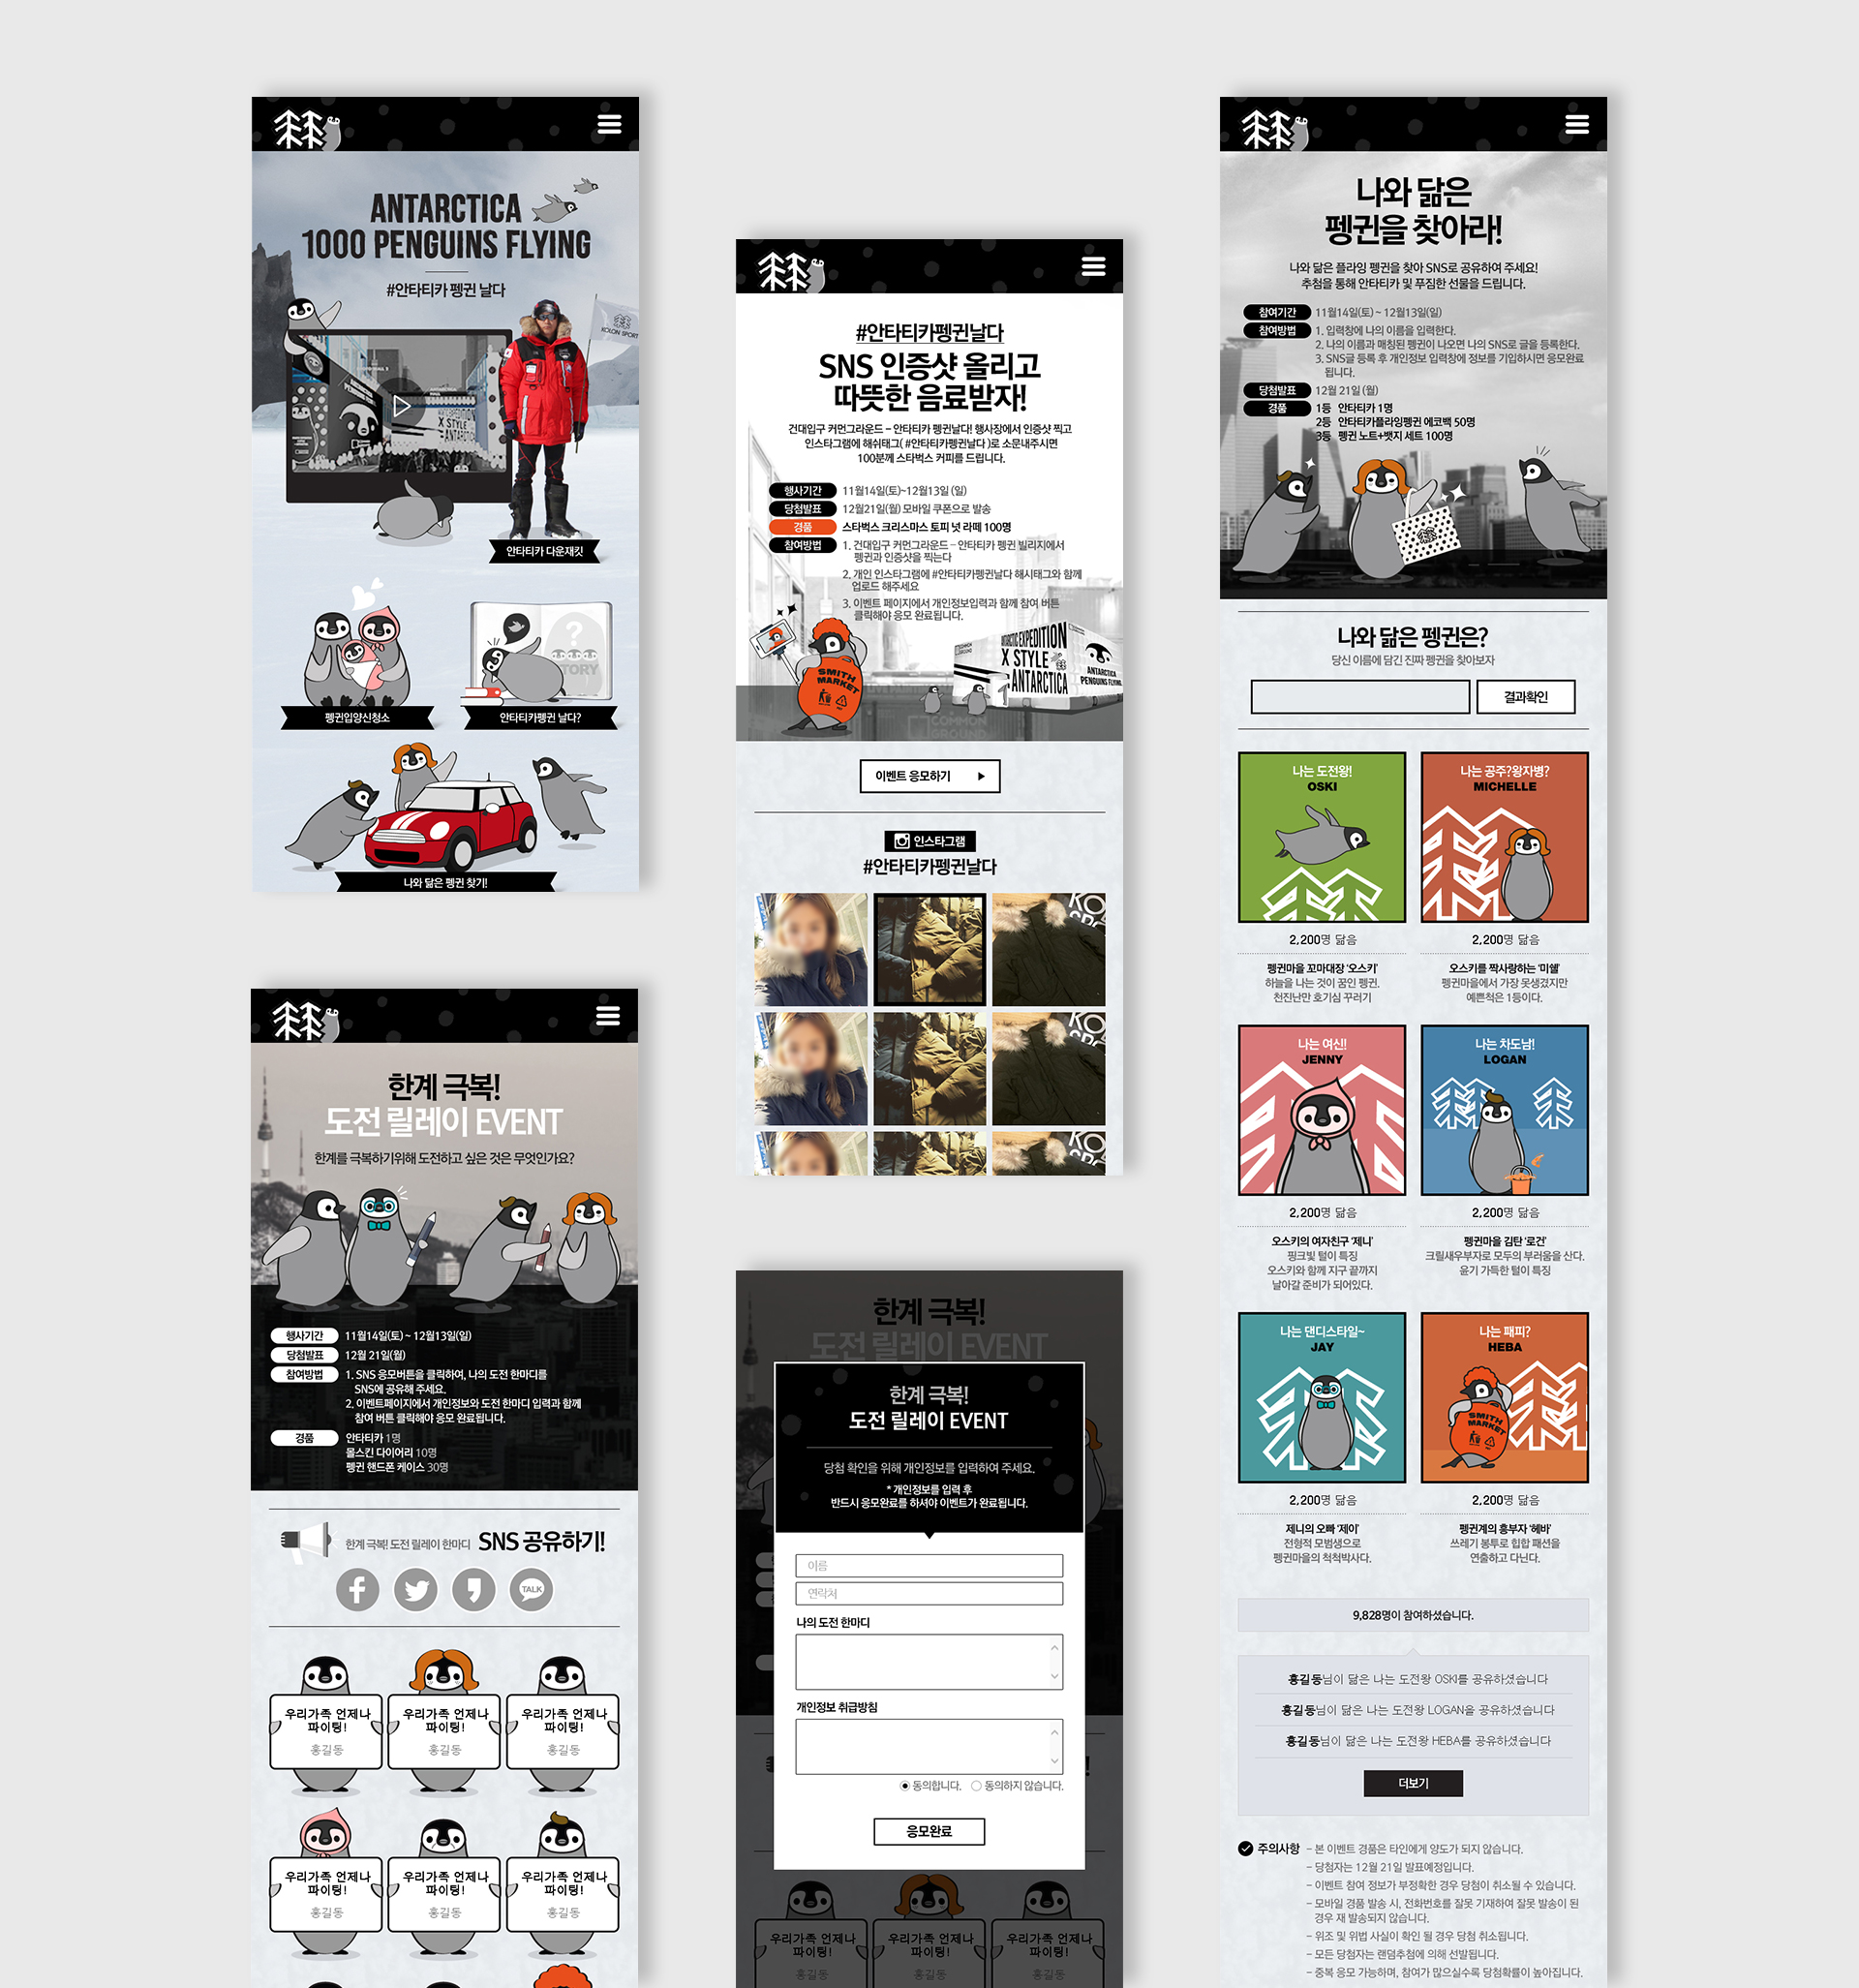 ANTARCTICA
1000 PENGUINS FLYING
#안타티카 펭귄 날다
KOLON SPORT
X STYLE
ANTARCTICA
안타티카 다운재킷
?
STORY
펭귄입양신청소
안타티카펭귄 날다?
나와 닮은 펭귄 찾기!
한계 극복!
도전 릴레이 EVENT
한계를 극복하기위해 도전하고 싶은 것은 무엇인가요?
행사기간 11월14일(토) ~ 12월13일(일)
당첨발표 12월 21일(월)
참여방법 1. SNS 응모버튼을 클릭하여, 나의 도전 한마디를
SNS에 공유해 주세요.
2. 이벤트페이지에서 개인정보와 도전 한마디 입력과 함께
참여 버튼 클릭해야 응모 완료됩니다.
경품 안타티카 1명
몰스킨 다이어리 10명
펭귄 핸드폰 케이스 30명
한계 극복! 도전 릴레이 한마디 SNS 공유하기!
TALK
우리가족 언제나 우리가족 언제나 우리가족 언제나
파이팅! 파이팅! 파이팅!
홍길동 홍길동 홍길동
우리가족 언제나 우리가족 언제나 우리가족 언제나
파이팅! 파이팅! 파이팅!
홍길동 홍길동 홍길동
#안타티카펭귄날다
SNS 인증샷 올리고
따뜻한 음료받자!
건대입구 커먼그라운드 – 안타티카 펭귄날다! 행사장에서 인증샷 찍고
인스타그램에 해쉬태그( #안타티카펭귄날다 )로 소문내주시면
100분께 스타벅스 커피를 드립니다.
행사기간 11월14일(토)~12월13일 (일)
당첨발표 12월21일(월) 모바일 쿠폰으로 발송
경품 스타벅스 크리스마스 토피 넛 라떼 100명
참여방법 1. 건대입구 커먼그라운드 – 안타티카 펭귄 빌리지에서
펭귄과 인증샷을 찍는다
2. 개인 인스타그램에 #안타티카펭귄날다 해시태그와 함께
업로드 해주세요
3. 이벤트 페이지에서 개인정보입력과 함께 참여 버튼
클릭해야 응모 완료됩니다.
SMITH
MARKET
ANTARCTIC EXPEDITION
X STYLE
ANTARCTICA
ANTARCTICA
PENGUINS FLYING
COMMON
GROUND
이벤트 응모하기
인스타그램
#안타티카펭귄날다
한계 극복!
도전 릴레이 EVENT
한계 극복!
도전 릴레이 EVENT
당첨 확인을 위해 개인정보를 입력하여 주세요.
* 개인정보를 입력 후
반드시 응모완료를 하셔야 이벤트가 완료됩니다.
이름
연락처
나의 도전 한마디
개인정보 취급방침
동의합니다. 동의하지 않습니다.
응모완료
우리가족 언제나 우리가족 언제나 우리가족 언제나
파이팅! 파이팅! 파이팅!
홍길동 홍길동 홍길동
나와 닮은
펭귄을 찾아라!
나와 닮은 플라잉 펭귄을 찾아 SNS로 공유하여 주세요!
추첨을 통해 안타티카 및 푸짐한 선물을 드립니다.
참여기간 11월14일(토) ~ 12월13일(일)
참여방법 1. 입력창에 나의 이름을 입력한다.
2. 나의 이름과 매칭된 펭귄이 나오면 나의 SNS로 글을 등록한다.
3. SNS글 등록 후 개인정보 입력창에 정보를 기입하시면 응모완료
됩니다.
당첨발표 12월 21일 (월)
경품 1등 안타티카 1명
2등 안타티카플라잉펭귄 에코백 50명
3등 펭귄 노트+뱃지 세트 100명
나와 닮은 펭귄은?
당신 이름에 담긴 진짜 펭귄을 찾아보자
결과확인
나는 도전왕! 나는 공주?왕자병?
OSKI MICHELLE
2,200명 닮음 2,200명 닮음
펭귄마을 꼬마대장 '오스키' 오스키를 짝사랑하는 '미쉘'
하늘을 나는 것이 꿈인 펭귄. 펭귄마을에서 가장 못생겼지만
천진난만 호기심 꾸러기 예쁜척은 1등이다.
나는 여신! 나는 차도남!
JENNY LOGAN
2,200명 닮음 2,200명 닮음
오스키의 여자친구 '제니' 펭귄마을 김탄 '로건'
핑크빛 털이 특징 크릴새우부자로 모두의 부러움을 산다.
오스키와 함께 지구 끝까지 윤기 가득한 털이 특징
날아갈 준비가 되어있다.
나는 댄디스타일~ 나는 패피?
JAY HEBA
SMITH
MARKET
2,200명 닮음 2,200명 닮음
제니의 오빠 '제이' 펭귄계의 흥부자 '헤바'
전형적 모범생으로 쓰레기 봉투로 힙합 패션을
펭귄마을의 척척박사다. 연출하고 다닌다.
9,828명이 참여하셨습니다.
홍길동님이 닮은 나는 도전왕 OSKI를 공유하셨습니다
홍길동님이 닮은 나는 도전왕 LOGAN을 공유하셨습니다
홍길동님이 닮은 나는 도전왕 HEBA를 공유하셨습니다
더보기
주의사항 – 본 이벤트 경품은 타인에게 양도가 되지 않습니다.
– 당첨자는 12월 21일 발표예정입니다.
– 이벤트 참여 정보가 부정확한 경우 당첨이 취소될 수 있습니다.
– 모바일 경품 발송 시, 전화번호를 잘못 기재하여 잘못 발송이 된
경우 재 발송되지 않습니다.
– 위조 및 위법 사실이 확인 될 경우 당첨 취소됩니다.
– 모든 당첨자는 랜덤추첨에 의해 선발됩니다.
– 중복 응모 가능하며, 참여가 많으실수록 당첨확률이 높아집니다.